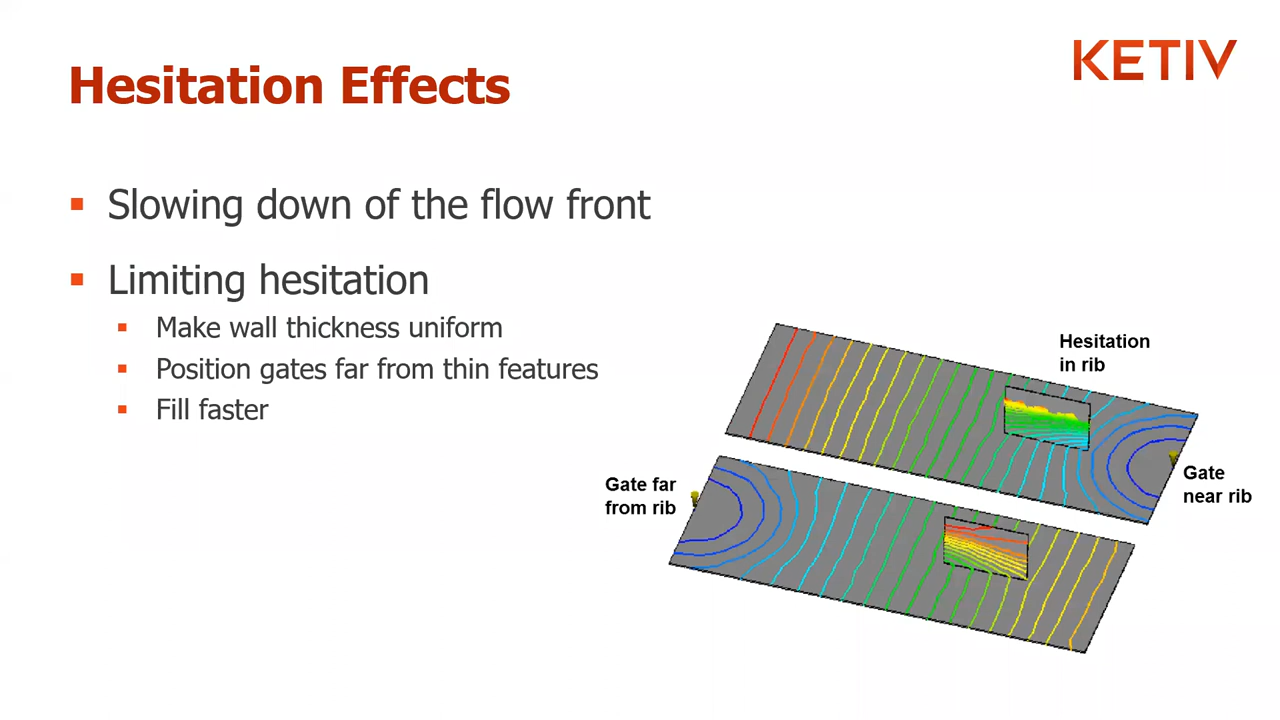 KETIV
Hesitation Effects
Slowing down of the flow front
Limiting hesitation
Make wall thickness uniform
Position gates far from thin features
Fill faster
Hesitation
in rib
Gate
near rib
Gate far
from rib